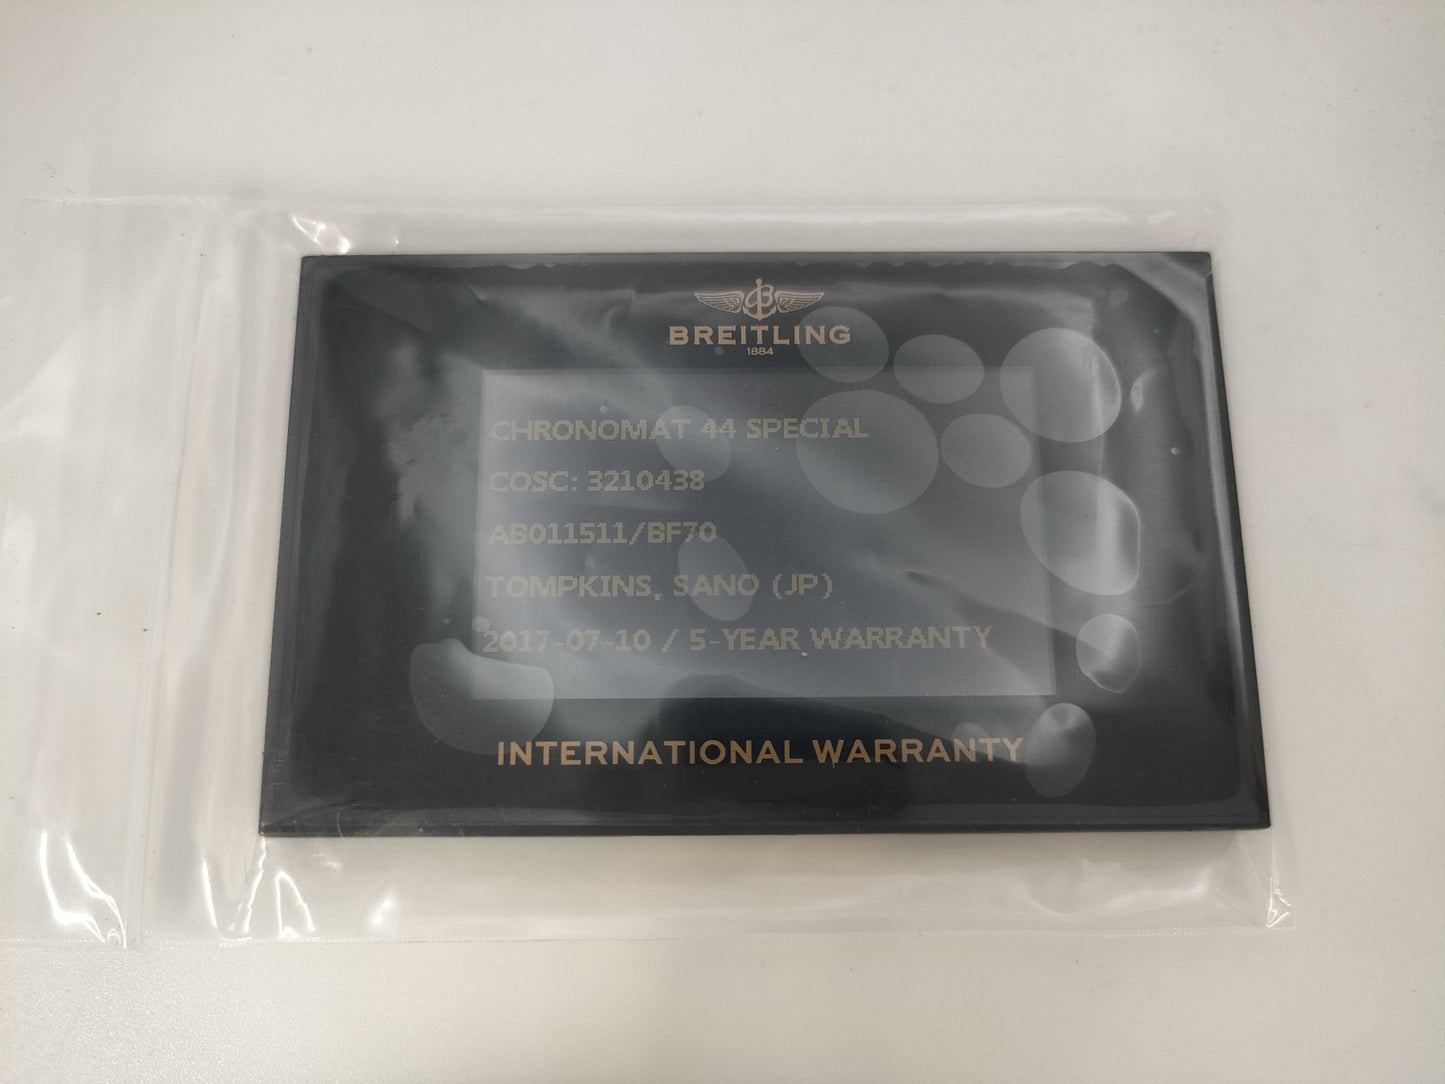 BREITLING
1884
CHRONOMAT 44 SPECIAL
COSC: 3210438
AB011511/BF70
TOMPKINS, SANO (JP)
2017-07-10 / 5-YEAR WARRANTY
INTERNATIONAL WARRANTY